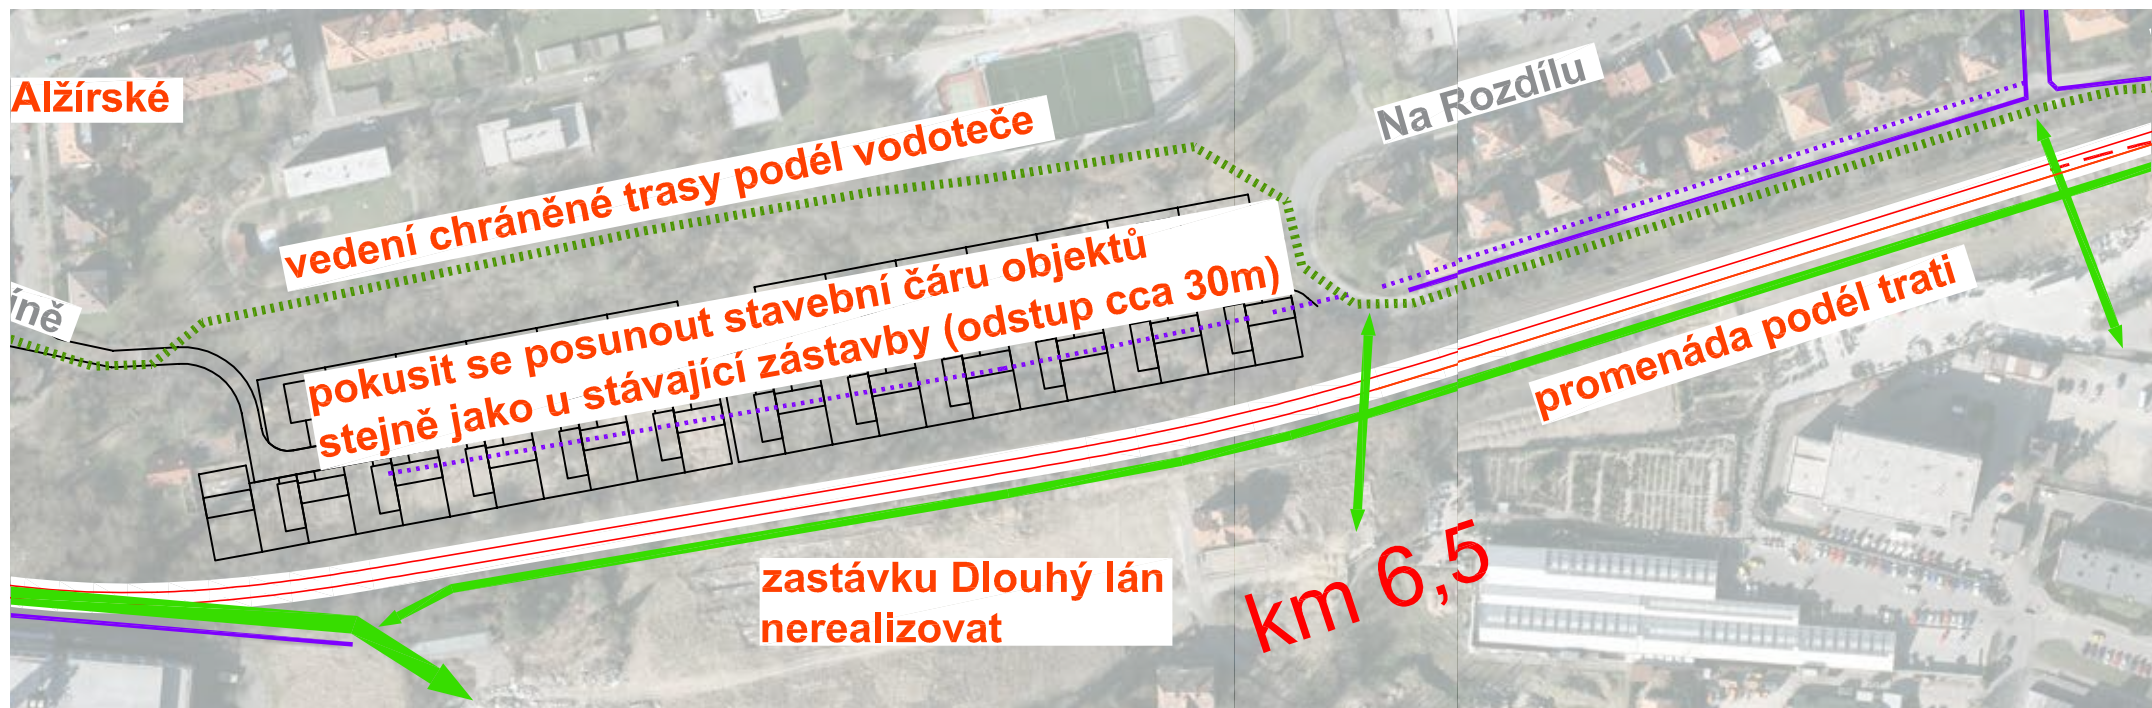 Alžírské
Na Rozdílu
vedení chráněné trasy podél vodoteče
íně
pokusit se posunout stavební čáru objektů
stejně jako u stávající zástavby (odstup cca 30m)
promenáda podél trati
zastávku Dlouhý lán
nerealizovat
km 6,5